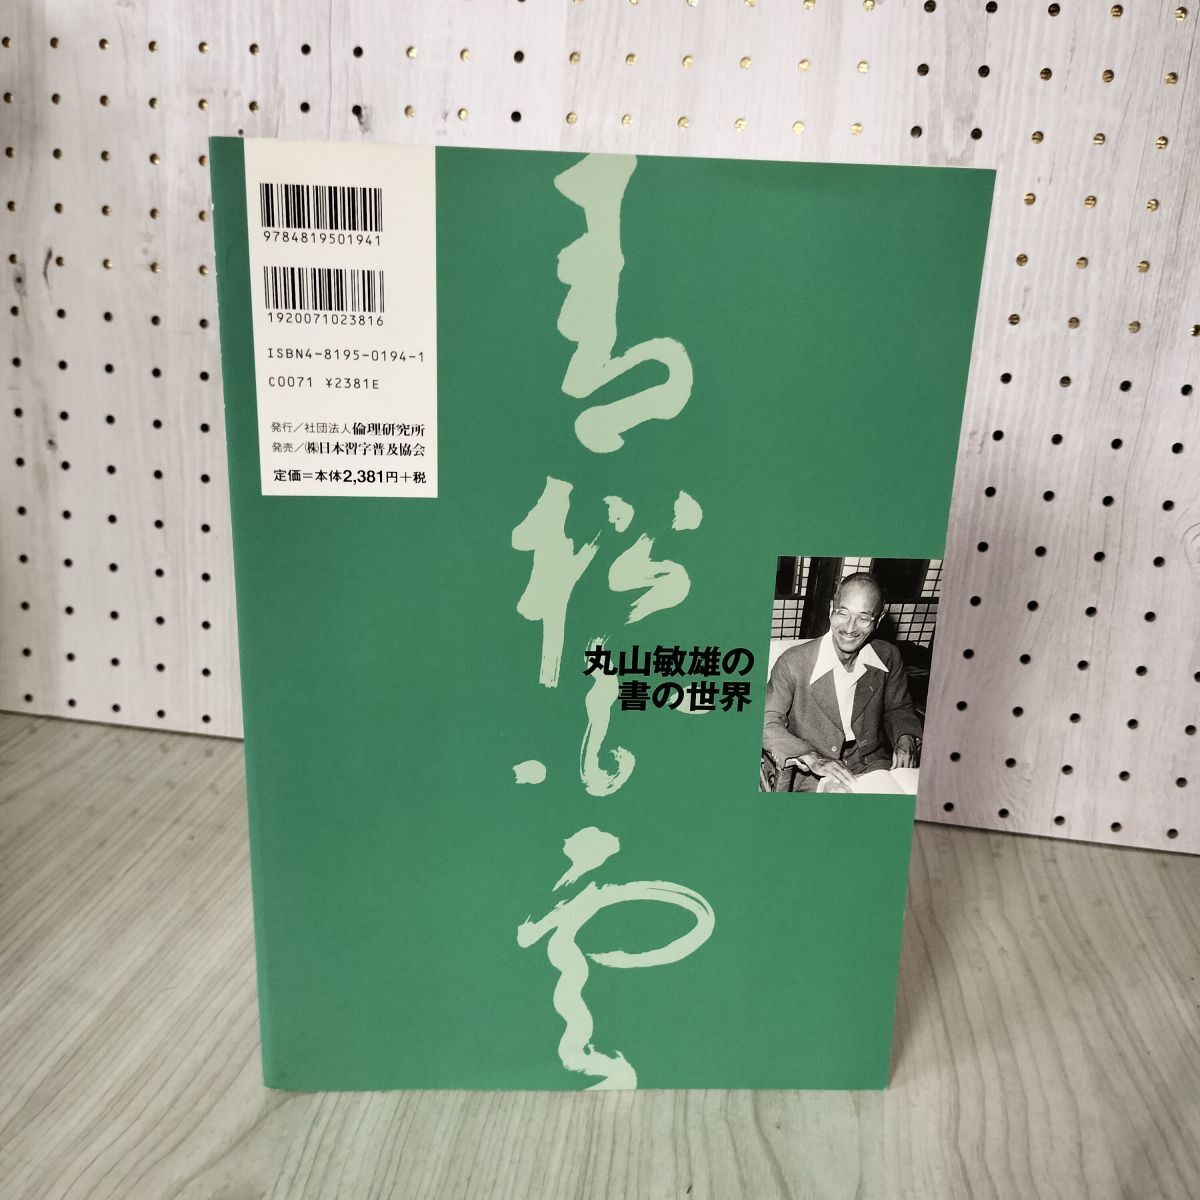 9784819501941
1920071023816
ISBN4-8195-0194-1
C0071 ¥2381E
発行／社団法人倫理研究所
発売／㈱日本習字普及協会
定価＝本体2,381円＋税
丸山敏雄の
書の世界